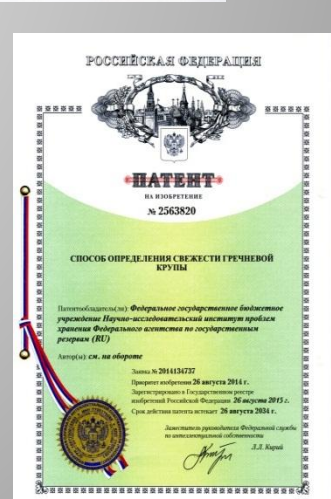 РОССИЙСКАЯ ФЕДЕРАЦИЯ
ПАТЕНТ
НА ИЗОБРЕТЕНИЕ
№ 2563820
СПОСОБ ОПРЕДЕЛЕНИЯ СВЕЖЕСТИ ГРЕЧНЕВОЙ
КРУПЫ
Патентообладатель(ли): Федеральное государственное бюджетное
учреждение Научно-исследовательский институт проблем
хранения Федерального агентства по государственным
резервам (RU)
Автор(ы): см. на обороте
Заявка № 2014134737
Приоритет изобретения 26 августа 2014 г.
Зарегистрировано в Государственном реестре
изобретений Российской Федерации 26 августа 2015 г.
Срок действия патента истекает 26 августа 2034 г.
Заместитель руководителя Федеральной службы
по интеллектуальной собственности
Л.Л. Кирий